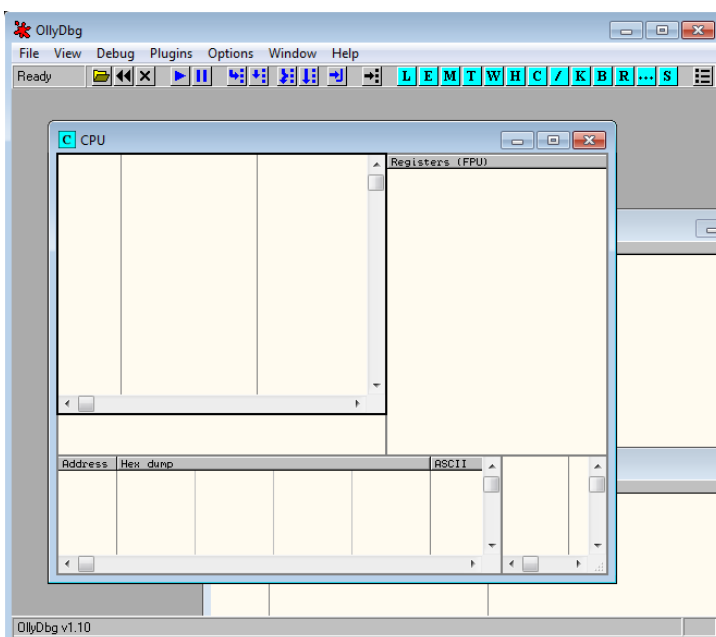 OllyDbg
File View Debug Plugins Options Window Help
Ready L E M T W H C / K B R ... S
C CPU
Registers (FPU)
Address Hex dump ASCII
OllyDbg v1.10